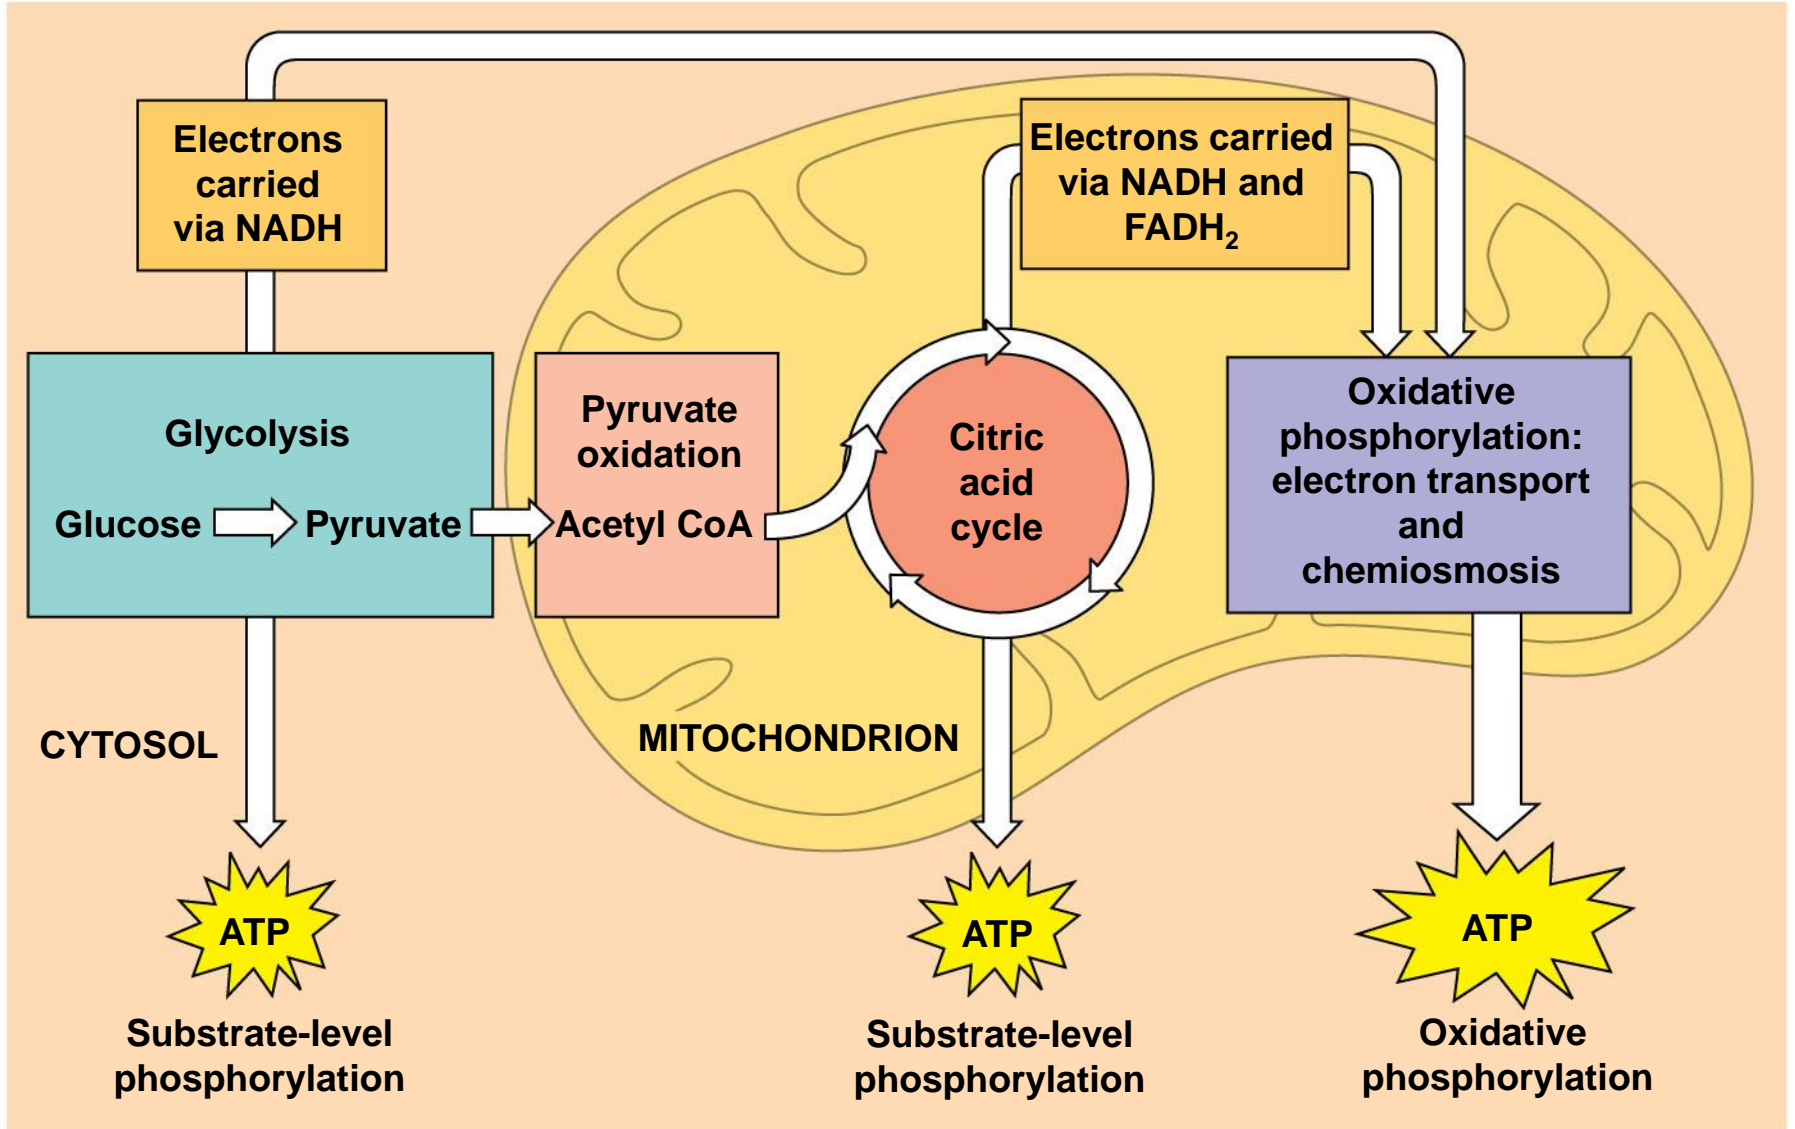 Electrons
carried
via NADH
Electrons carried
via NADH and
FADH₂
Glycolysis
Glucose
Pyruvate
Pyruvate
oxidation
Acetyl CoA
Citric
acid
cycle
Oxidative
phosphorylation:
electron transport
and
chemiosmosis
CYTOSOL
MITOCHONDRION
ATP
ATP
ATP
Substrate-level
phosphorylation
Substrate-level
phosphorylation
Oxidative
phosphorylation